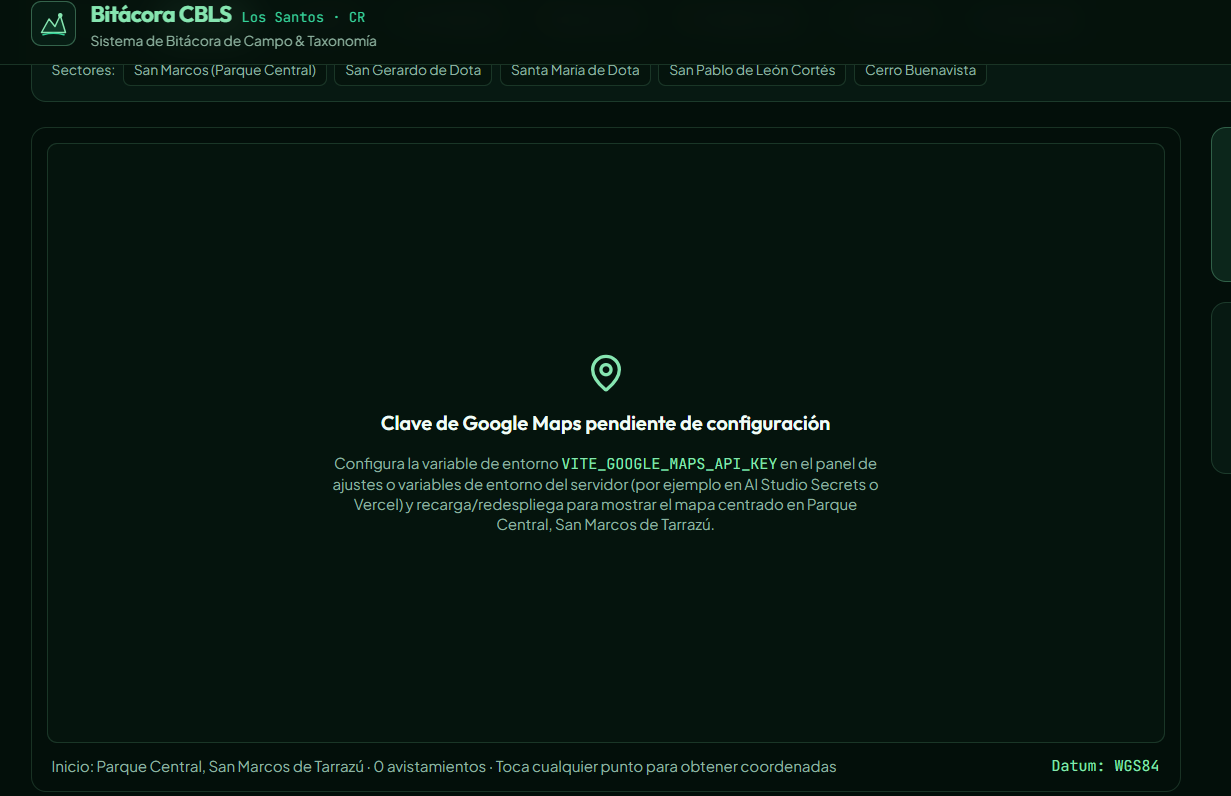 Bitácora CBLS Los Santos · CR
Sistema de Bitácora de Campo & Taxonomía
Sectores: San Marcos (Parque Central) San Gerardo de Dota Santa María de Dota San Pablo de León Cortés Cerro Buenavista
Clave de Google Maps pendiente de configuración
Configura la variable de entorno VITE_GOOGLE_MAPS_API_KEY en el panel de
ajustes o variables de entorno del servidor (por ejemplo en AI Studio Secrets o
Vercel) y recarga/redespliega para mostrar el mapa centrado en Parque
Central, San Marcos de Tarrazú.
Inicio: Parque Central, San Marcos de Tarrazú · 0 avistamientos · Toca cualquier punto para obtener coordenadas Datum: WGS84